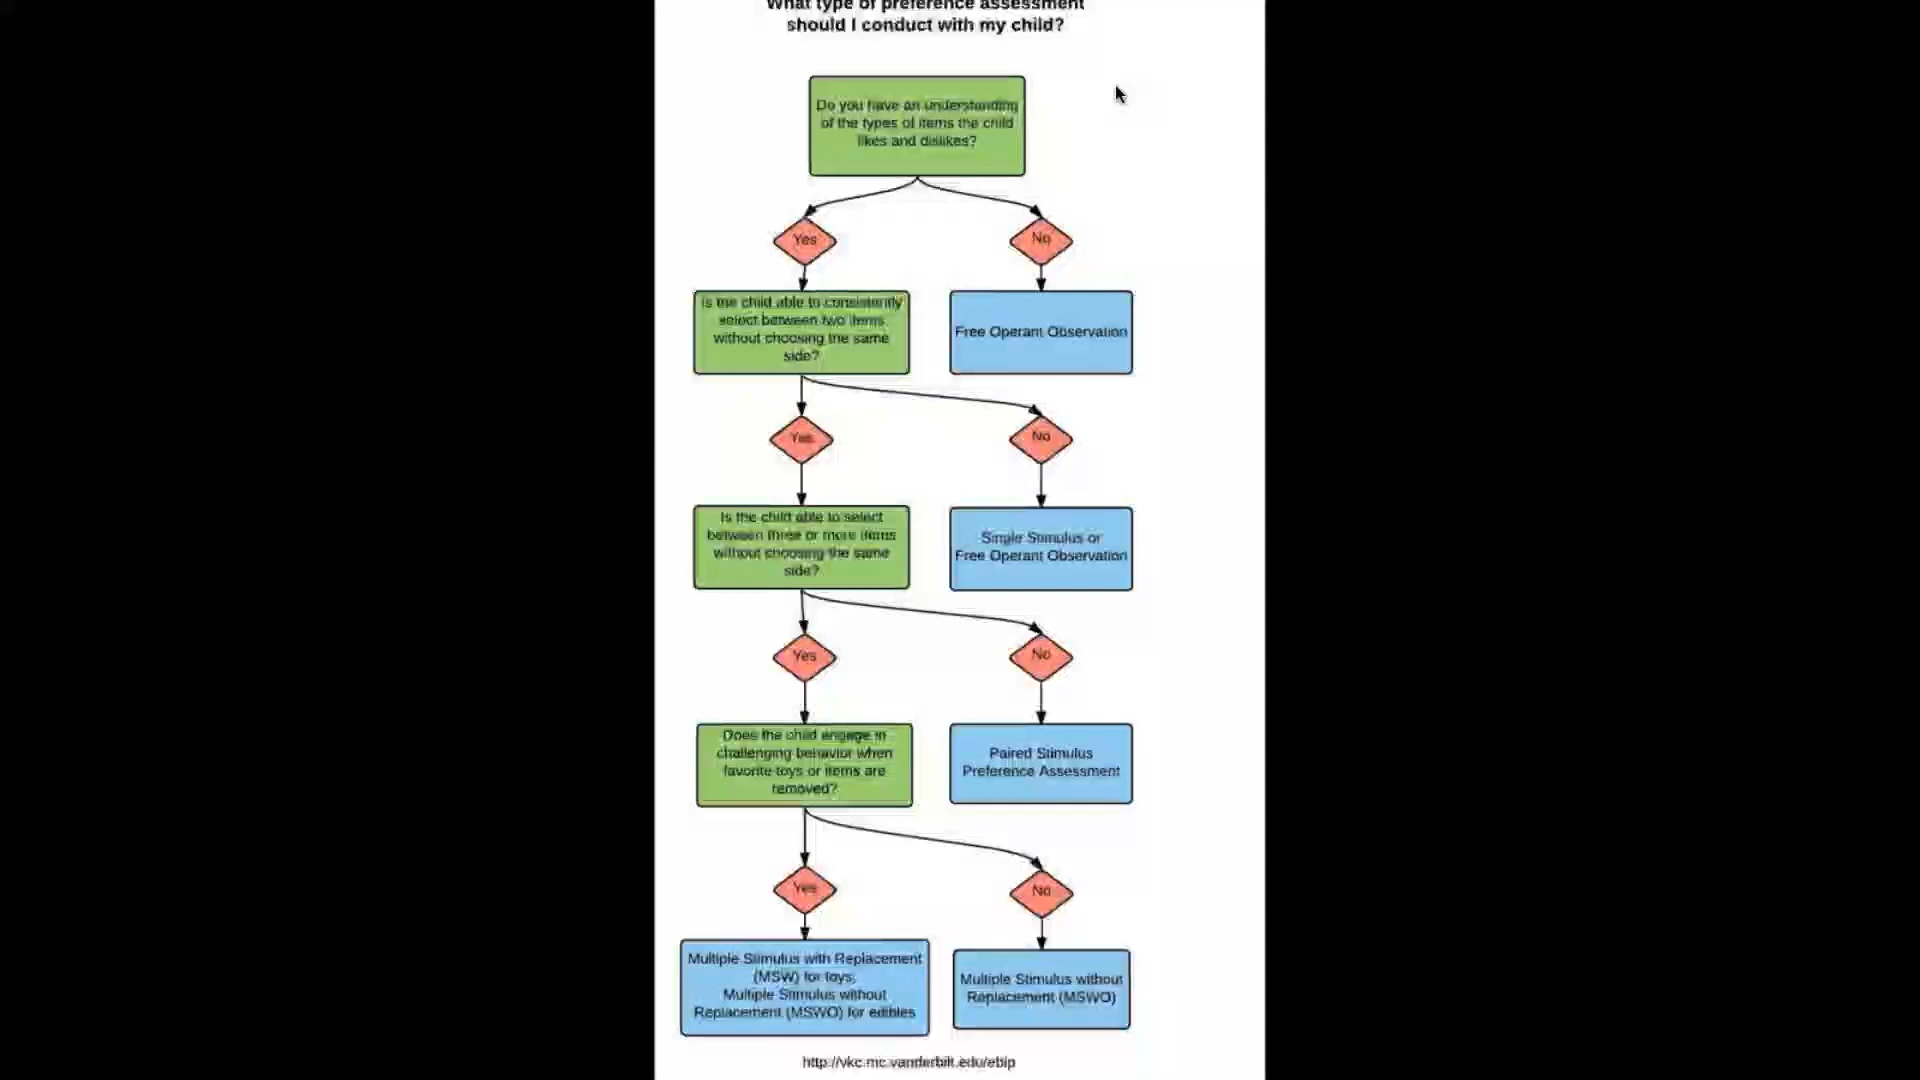 What type of preference assessment
should I conduct with my child?
Do you have an understanding
of the types of items the child
likes and dislikes?
Yes
No
Is the child able to consistently
select between two items
without choosing the same
side?
Free Operant Observation
Yes
No
Is the child able to select
between three or more items
without choosing the same
side?
Single Stimulus or
Free Operant Observation
Yes
No
Does the child engage in
challenging behavior when
favorite toys or items are
removed?
Paired Stimulus
Preference Assessment
Yes
No
Multiple Stimulus with Replacement
(MSW) for toys,
Multiple Stimulus without
Replacement (MSWO) for edibles
Multiple Stimulus without
Replacement (MSWO)
http://vkc.mc.vanderbilt.edu/ebip